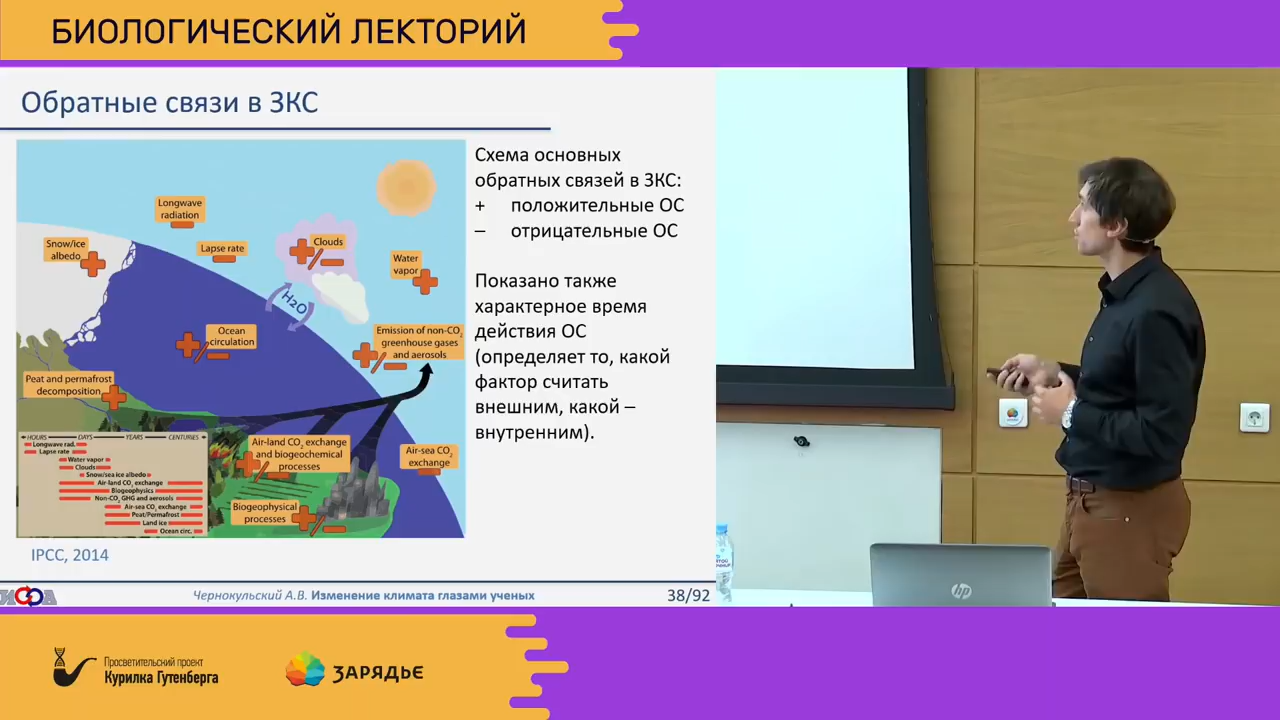 БИОЛОГИЧЕСКИЙ ЛЕКТОРИЙ
Обратные связи в ЗКС
Longwave
radiation
Snow/ice
albedo
Lapse rate
Clouds
Water
vapor
H₂O
Ocean
circulation
Emission of non-CO₂
greenhouse gases
and aerosols
Peat and permafrost
decomposition
Air-land CO₂ exchange
and biogeochemical
processes
Air-sea CO₂
exchange
Biogeophysical
processes
HOURS DAYS YEARS CENTURIES
Longwave rad.
Lapse rate
Water vapor
Clouds
Snow/sea ice albedo
Air-land CO₂ exchange
Biogeophysics
Non-CO₂ GHG and aerosols
Air-sea CO₂ exchange
Peat/Permafrost
Land ice
Ocean circ.
IPCC, 2014
Схема основных
обратных связей в ЗКС:
+ положительные ОС
– отрицательные ОС
Показано также
характерное время
действия ОС
(определяет то, какой
фактор считать
внешним, какой –
внутренним).
ИФА
Чернокульский А.В. Изменение климата глазами ученых
38/92
hp
Просветительский проект
Курилка Гутенберга
ЗАРЯДЬЕ